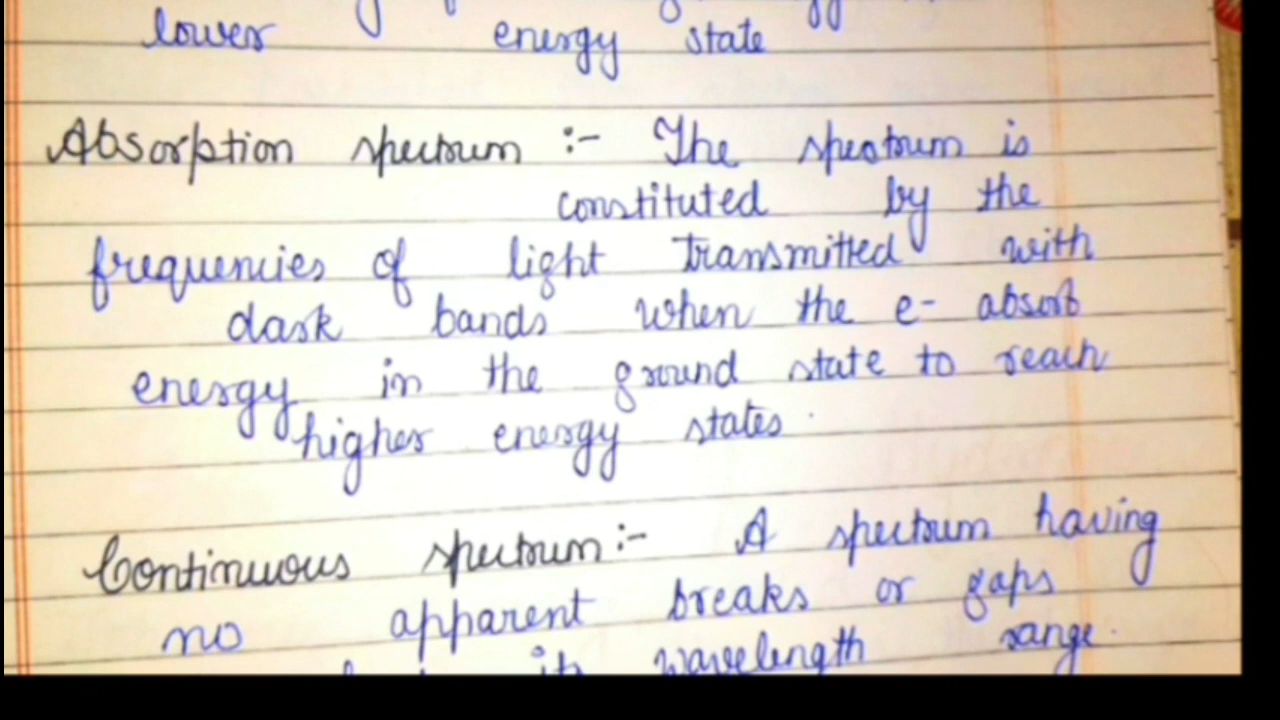 lower energy state
Absorption spectrum :- The spectrum is
constituted by the
frequencies of light transmitted with
dark bands when the e- absorb
energy in the ground state to reach
higher energy states.
Continuous spectrum :- A spectrum having
no apparent breaks or gaps
its wavelength range.